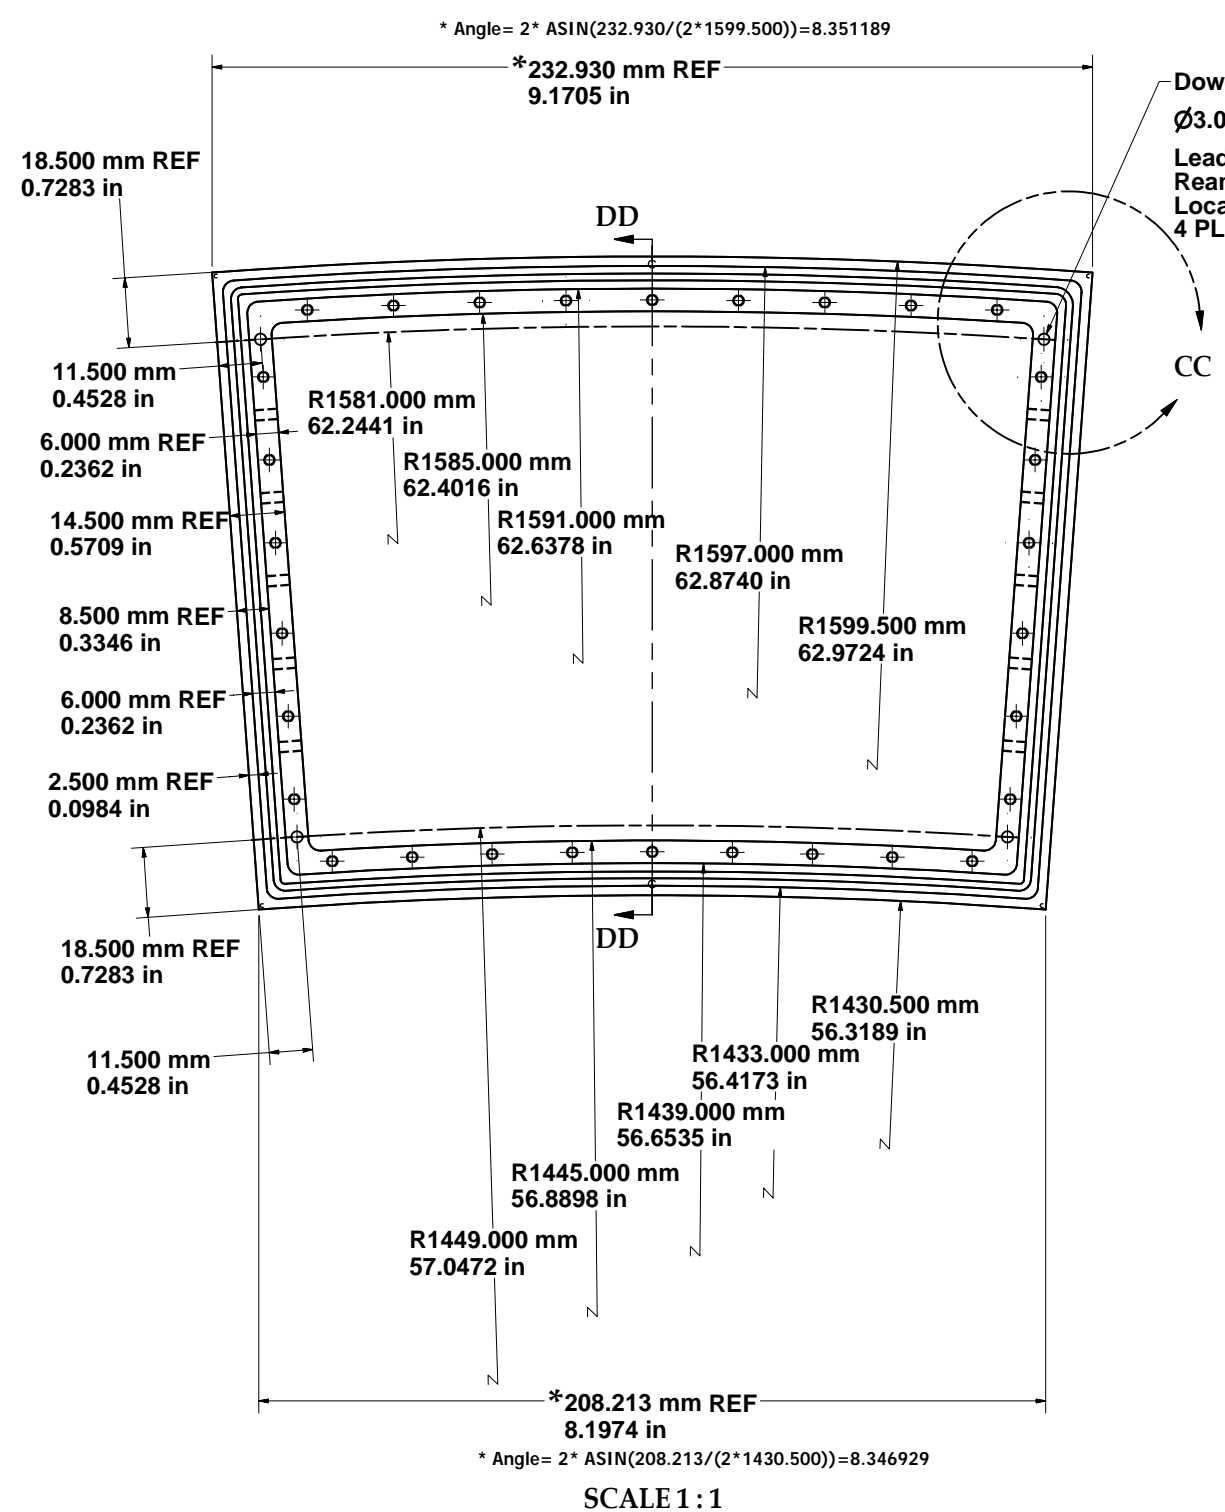 * Angle= 2* ASIN(232.930/(2*1599.500))=8.351189
*232.930 mm REF
9.1705 in
Dow
Ø3.0
Lead
Rear
Loca
4 PL
18.500 mm REF
0.7283 in
DD
CC
11.500 mm
0.4528 in
R1581.000 mm
62.2441 in
6.000 mm REF
0.2362 in
R1585.000 mm
62.4016 in
14.500 mm REF
0.5709 in
R1591.000 mm
62.6378 in
R1597.000 mm
62.8740 in
8.500 mm REF
0.3346 in
R1599.500 mm
62.9724 in
6.000 mm REF
0.2362 in
2.500 mm REF
0.0984 in
DD
18.500 mm REF
0.7283 in
R1430.500 mm
56.3189 in
11.500 mm
0.4528 in
R1433.000 mm
56.4173 in
R1439.000 mm
56.6535 in
R1445.000 mm
56.8898 in
R1449.000 mm
57.0472 in
*208.213 mm REF
8.1974 in
* Angle= 2* ASIN(208.213/(2*1430.500))=8.346929
SCALE 1 : 1